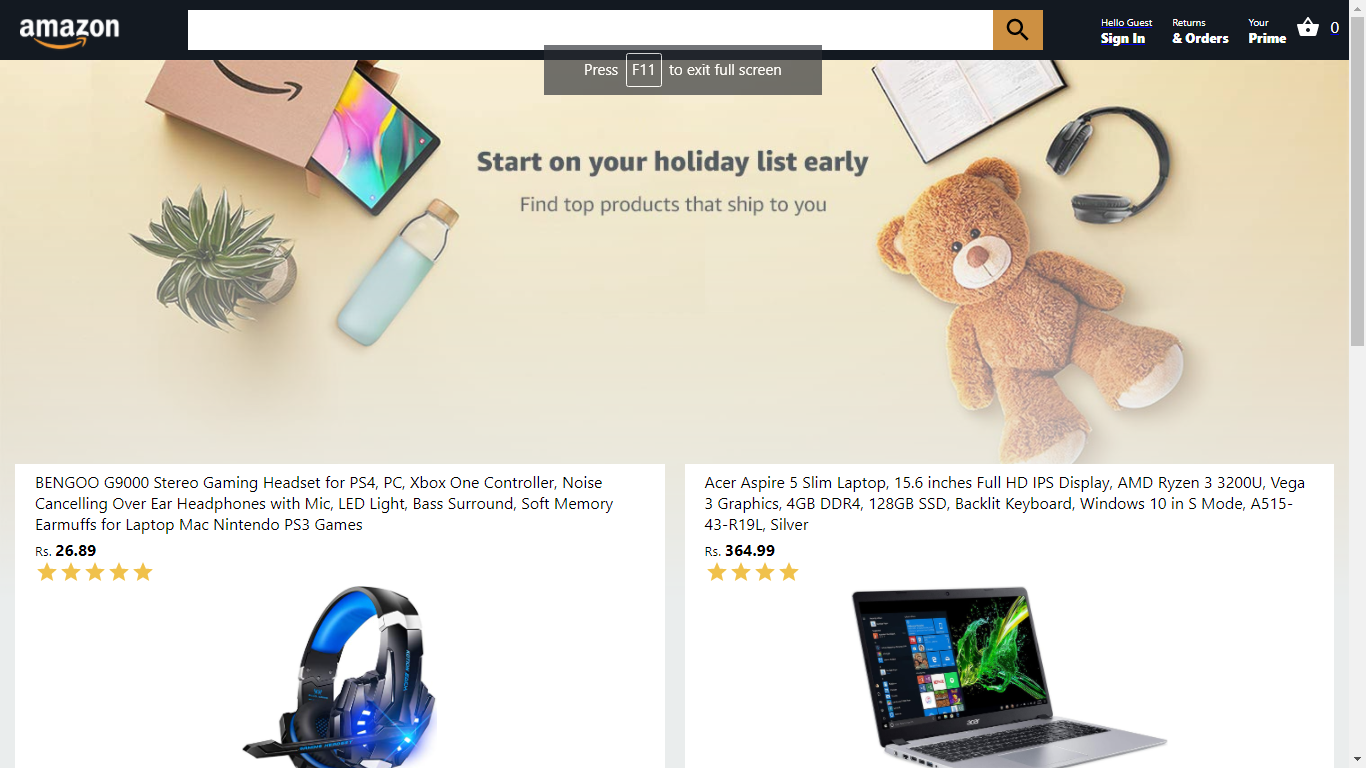 amazon
Hello Guest
Sign In
Returns
& Orders
Your
Prime
0
Press F11 to exit full screen
Start on your holiday list early
Find top products that ship to you
BENGOO G9000 Stereo Gaming Headset for PS4, PC, Xbox One Controller, Noise
Cancelling Over Ear Headphones with Mic, LED Light, Bass Surround, Soft Memory
Earmuffs for Laptop Mac Nintendo PS3 Games
Rs. 26.89
Acer Aspire 5 Slim Laptop, 15.6 inches Full HD IPS Display, AMD Ryzen 3 3200U, Vega
3 Graphics, 4GB DDR4, 128GB SSD, Backlit Keyboard, Windows 10 in S Mode, A515-
43-R19L, Silver
Rs. 364.99
acer